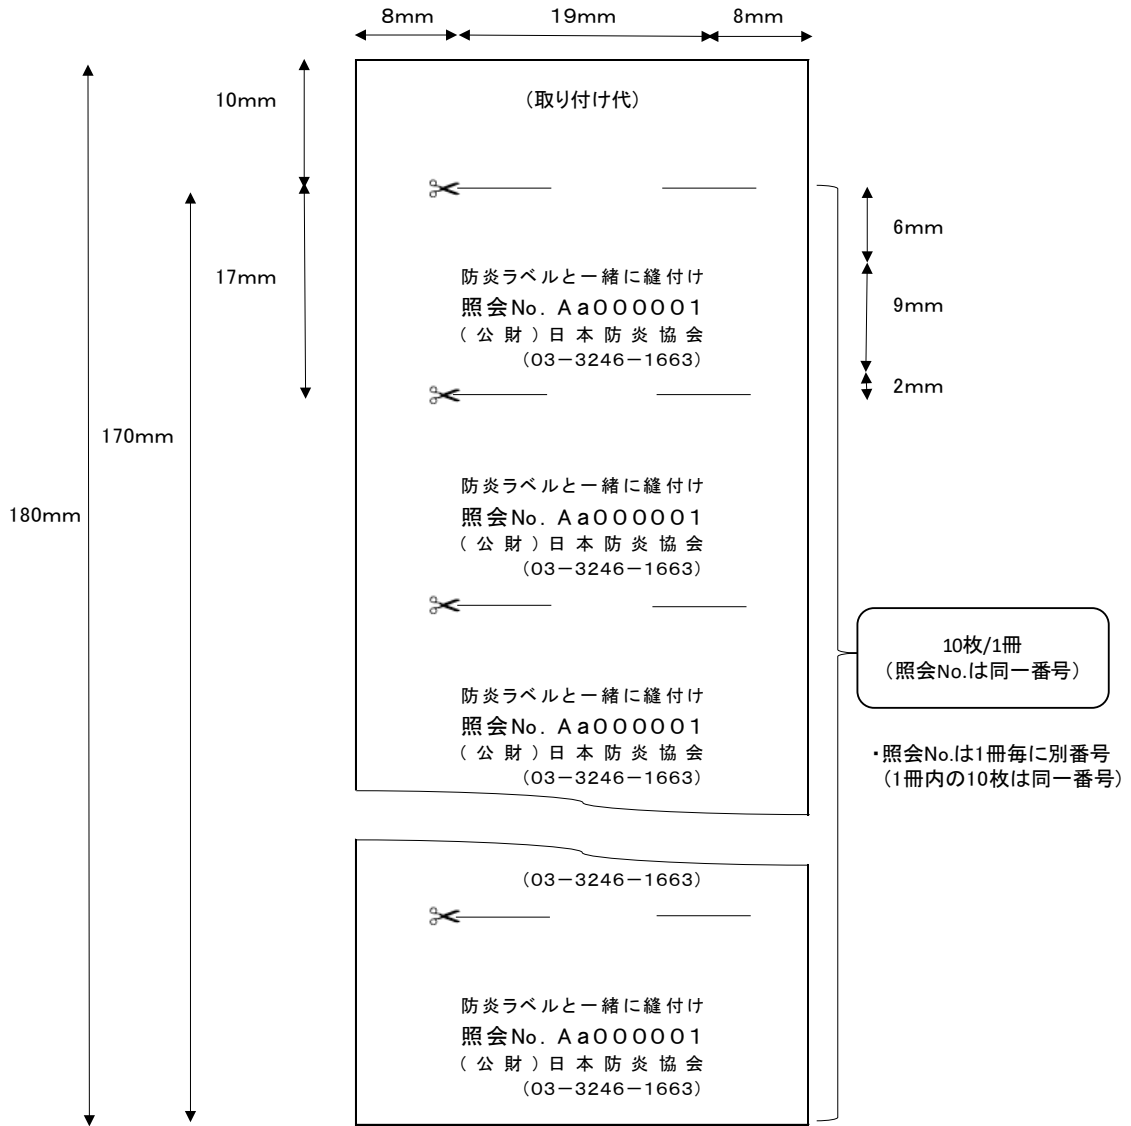 8mm
19mm
8mm
10mm
(取り付け代)
17mm
6mm
9mm
2mm
防炎ラベルと一緒に縫付け
照会No. Aa000001
(公財)日本防炎協会
(03-3246-1663)
170mm
180mm
防炎ラベルと一緒に縫付け
照会No. Aa000001
(公財)日本防炎協会
(03-3246-1663)
10枚/1冊
(照会No.は同一番号)
防炎ラベルと一緒に縫付け
照会No. Aa000001
(公財)日本防炎協会
(03-3246-1663)
・照会No.は1冊毎に別番号
(1冊内の10枚は同一番号)
(03-3246-1663)
防炎ラベルと一緒に縫付け
照会No. Aa000001
(公財)日本防炎協会
(03-3246-1663)